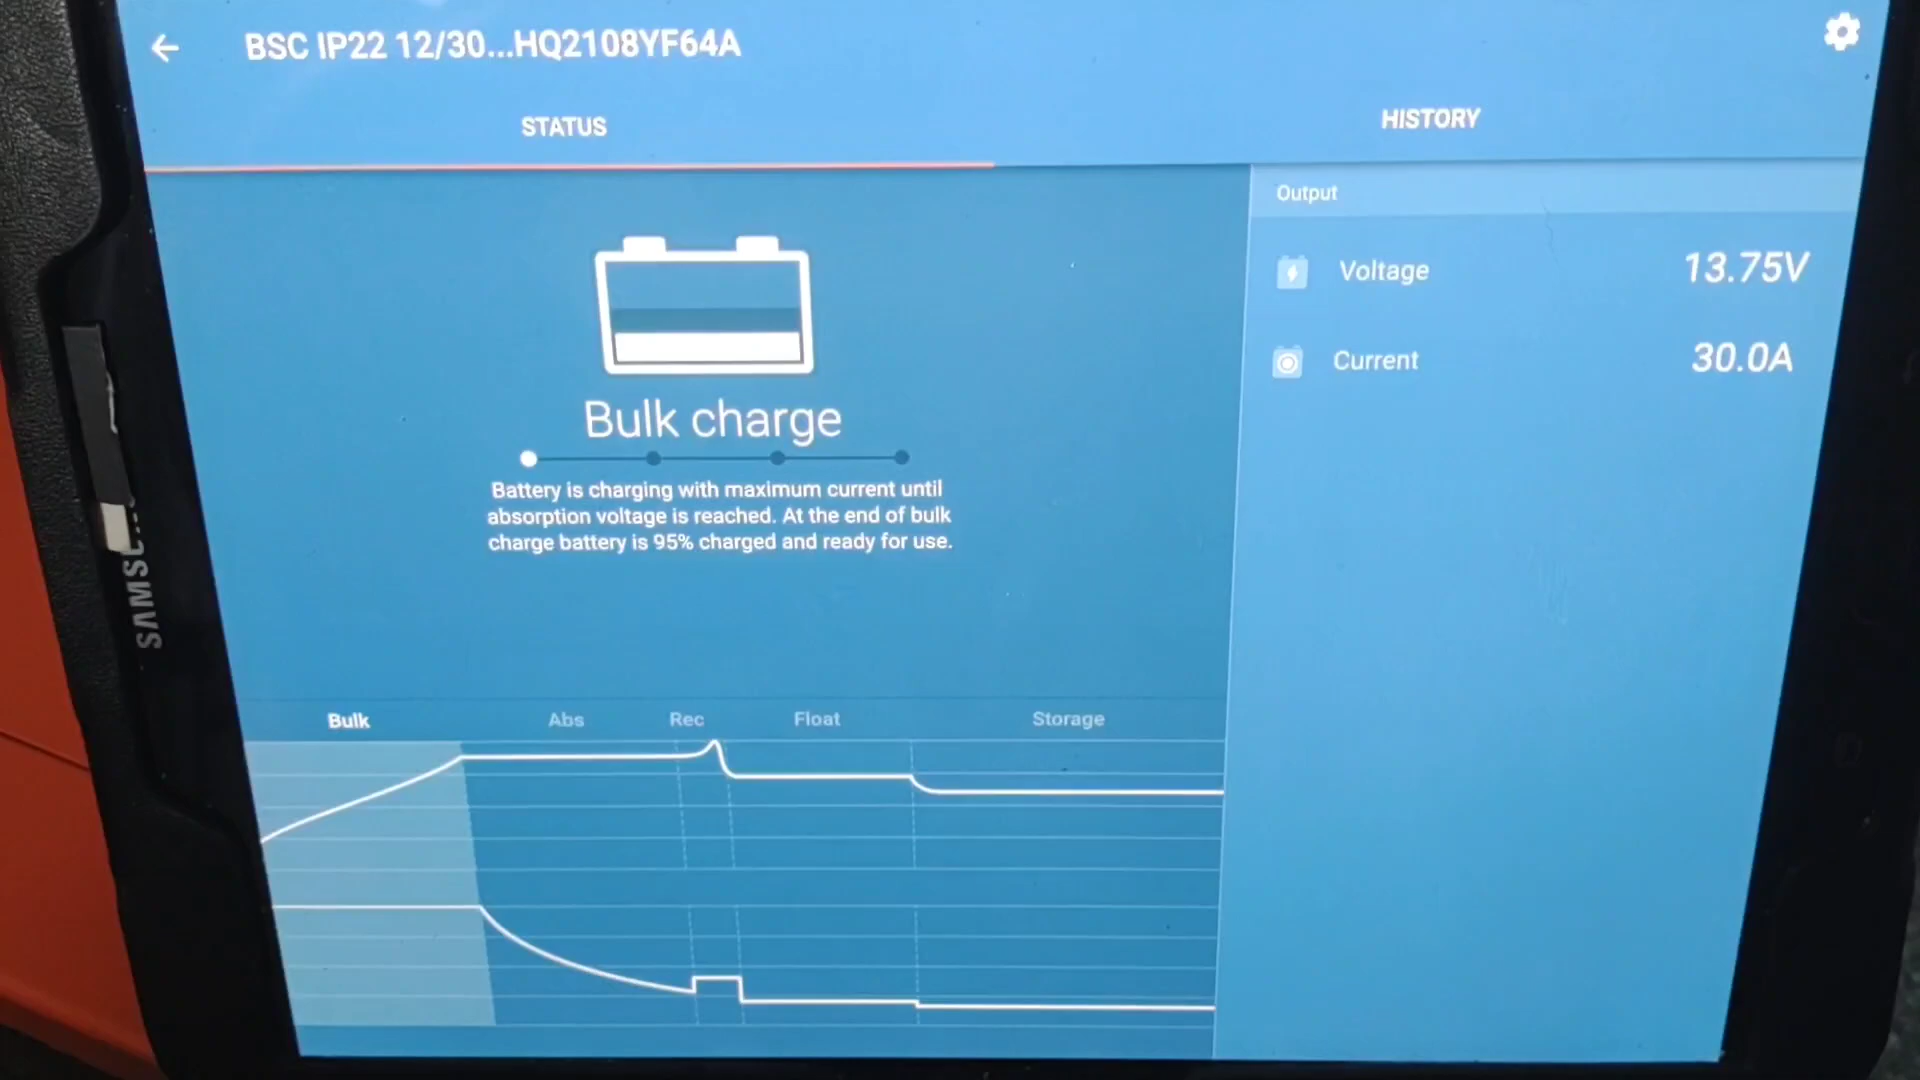 BSC IP22 12/30...HQ2108YF64A
STATUS
HISTORY
Output
Voltage
13.75V
Current
30.0A
Bulk charge
Battery is charging with maximum current until
absorption voltage is reached. At the end of bulk
charge battery is 95% charged and ready for use.
Bulk
Abs
Rec
Float
Storage